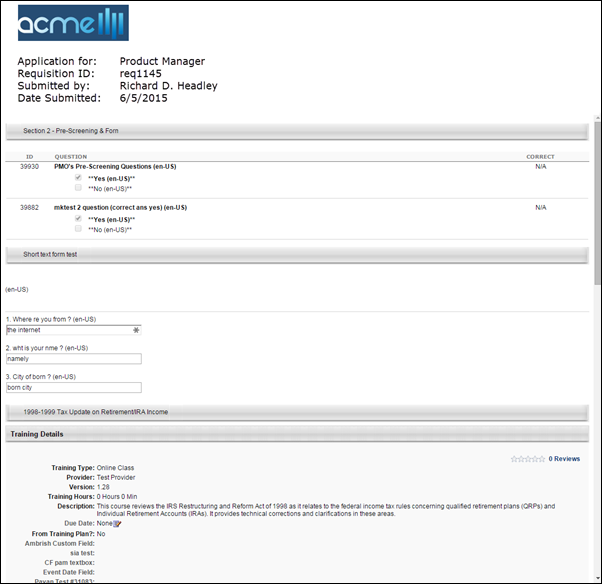 acme
Application for: Product Manager
Requisition ID: req1145
Submitted by: Richard D. Headley
Date Submitted: 6/5/2015
Section 2 - Pre-Screening & Forn
ID QUESTION CORRECT
39930 PMO's Pre-Screening Questions (en-US) N/A
**Yes (en-US)**
**No (en-US)**
39882 mktest 2 question (correct ans yes) (en-US) N/A
**Yes (en-US)**
**No (en-US)**
Short text form test
(en-US)
1. Where re you from ? (en-US)
the internet
2. wht is your nme ? (en-US)
namely
3. City of born ? (en-US)
born city
1998-1999 Tax Update on Retirement/IRA Income
Training Details
0 Reviews
Training Type: Online Class
Provider: Test Provider
Version: 1.28
Training Hours: 0 Hours 0 Min
Description: This course reviews the IRS Restructuring and Reform Act of 1998 as it relates to the federal income tax rules concerning qualified retirement plans (QRPs) and
Individual Retirement Accounts (IRAs). It provides technical corrections and clarifications in these areas.
Due Date: None
From Training Plan?: No
Ambrish Custom Field:
sia test:
CF pam textbox:
Event Date Field:
Pavan Test #31083: